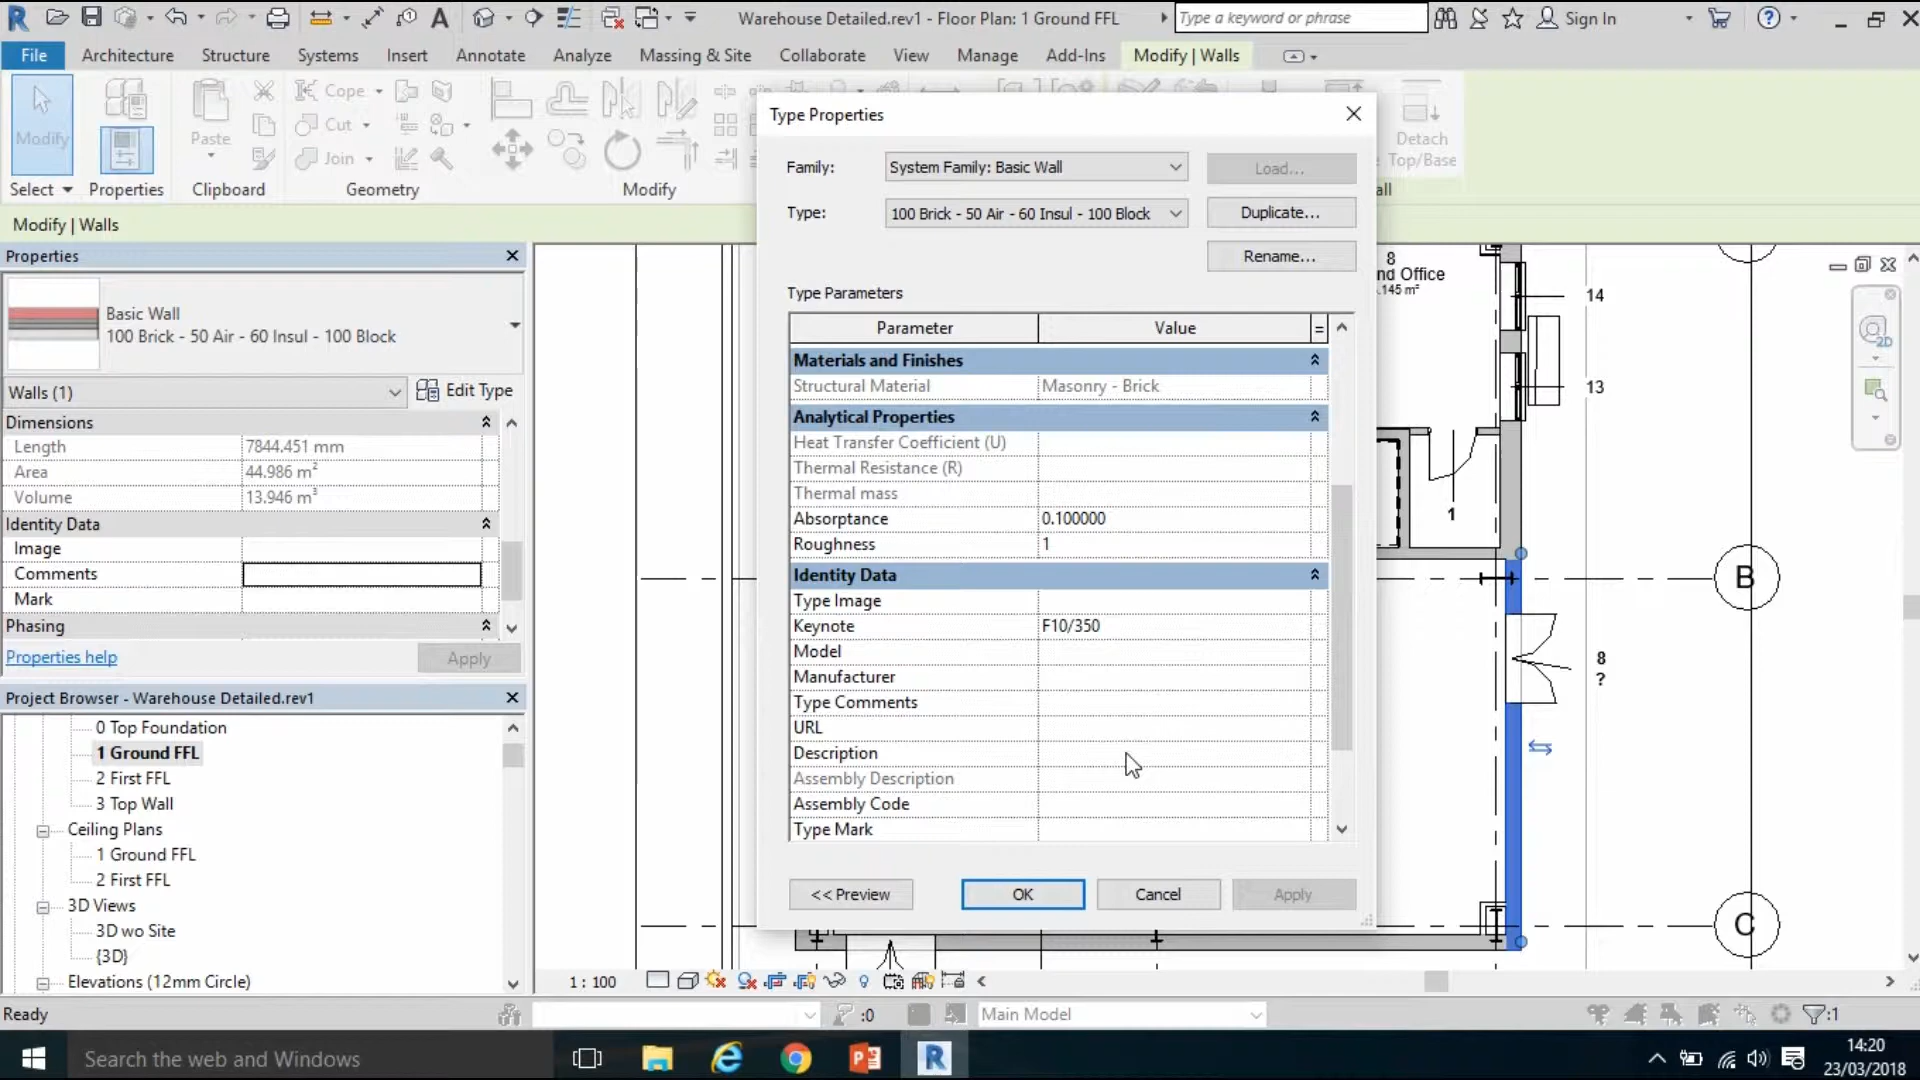 Warehouse Detailed.rev1 - Floor Plan: 1 Ground FFL
Type a keyword or phrase
Sign In
File
Architecture
Structure
Systems
Insert
Annotate
Analyze
Massing & Site
Collaborate
View
Manage
Add-Ins
Modify | Walls
Modify
Paste
Cope
Cut
Join
Detach
Top/Base
Select
Properties
Clipboard
Geometry
Modify
Modify | Walls
Properties
Basic Wall
100 Brick - 50 Air - 60 Insul - 100 Block
Walls (1)
Edit Type
Dimensions
Length 7844.451 mm
Area 44.986 m²
Volume 13.946 m³
Identity Data
Image
Comments
Mark
Phasing
Properties help
Apply
Project Browser - Warehouse Detailed.rev1
0 Top Foundation
1 Ground FFL
2 First FFL
3 Top Wall
Ceiling Plans
1 Ground FFL
2 First FFL
3D Views
3D wo Site
{3D}
Elevations (12mm Circle)
Type Properties
Family: System Family: Basic Wall Load...
Type: 100 Brick - 50 Air - 60 Insul - 100 Block Duplicate...
Rename...
Type Parameters
Parameter Value =
Materials and Finishes
Structural Material Masonry - Brick
Analytical Properties
Heat Transfer Coefficient (U)
Thermal Resistance (R)
Thermal mass
Absorptance 0.100000
Roughness 1
Identity Data
Type Image
Keynote F10/350
Model
Manufacturer
Type Comments
URL
Description
Assembly Description
Assembly Code
Type Mark
<< Preview OK Cancel Apply
8
nd Office
.145 m²
14
13
1
B
8
?
C
2D
1 : 100
Ready
:0
Main Model
:1
Search the web and Windows
14:20
23/03/2018